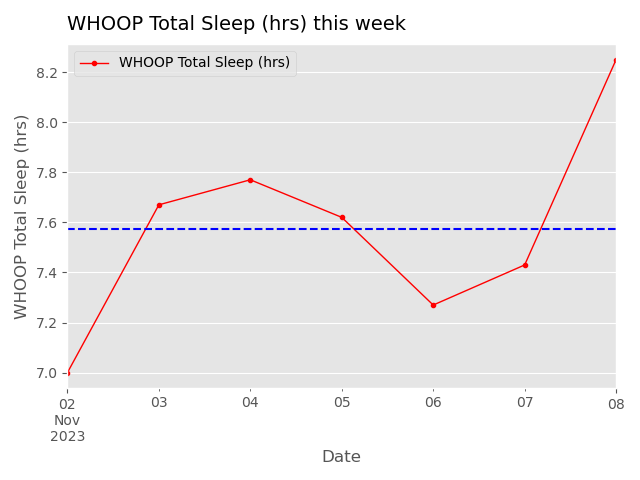 WHOOP Total Sleep (hrs) this week
WHOOP Total Sleep (hrs)
WHOOP Total Sleep (hrs)
8.2
8.0
7.8
7.6
7.4
7.2
7.0
02 03 04 05 06 07 08
Nov
2023
Date